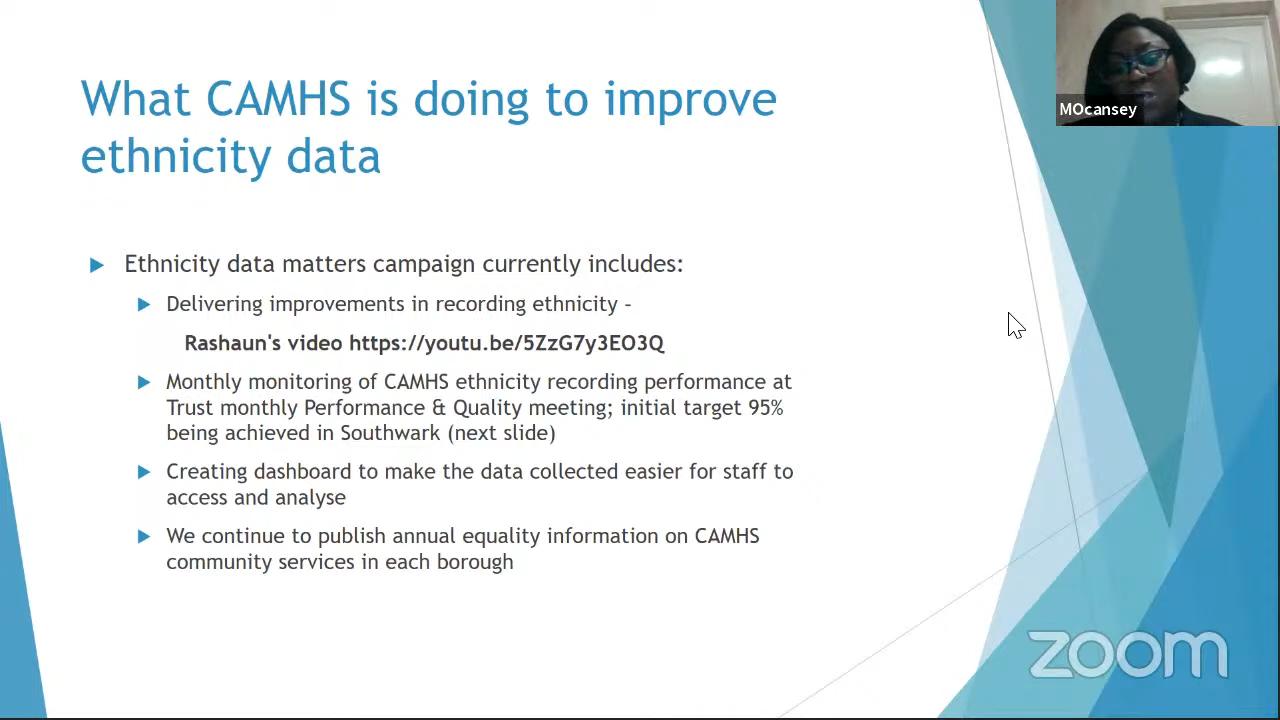 What CAMHS is doing to improve
ethnicity data
MOcansey
Ethnicity data matters campaign currently includes:
Delivering improvements in recording ethnicity –
Rashaun's video https://youtu.be/5ZzG7y3EO3Q
Monthly monitoring of CAMHS ethnicity recording performance at
Trust monthly Performance & Quality meeting; initial target 95%
being achieved in Southwark (next slide)
Creating dashboard to make the data collected easier for staff to
access and analyse
We continue to publish annual equality information on CAMHS
community services in each borough
zoom